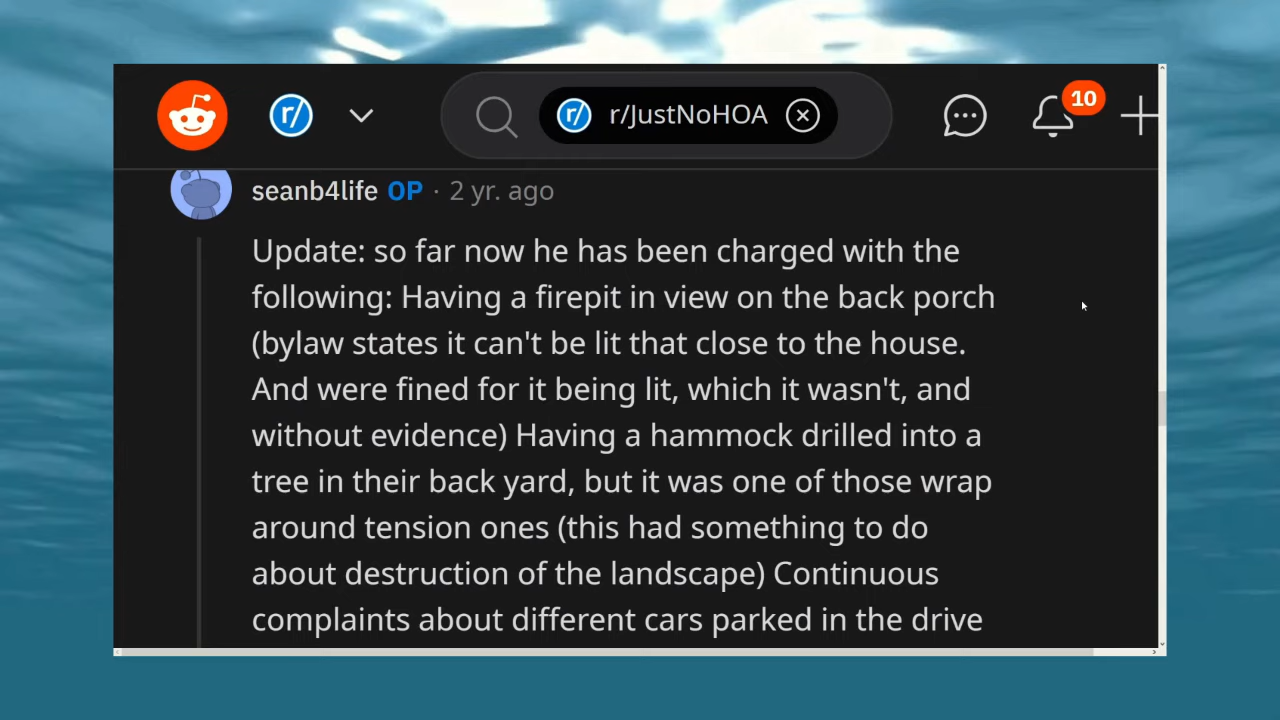 r/
r/
r/JustNoHOA
10
seanb4life OP · 2 yr. ago
Update: so far now he has been charged with the
following: Having a firepit in view on the back porch
(bylaw states it can't be lit that close to the house.
And were fined for it being lit, which it wasn't, and
without evidence) Having a hammock drilled into a
tree in their back yard, but it was one of those wrap
around tension ones (this had something to do
about destruction of the landscape) Continuous
complaints about different cars parked in the drive